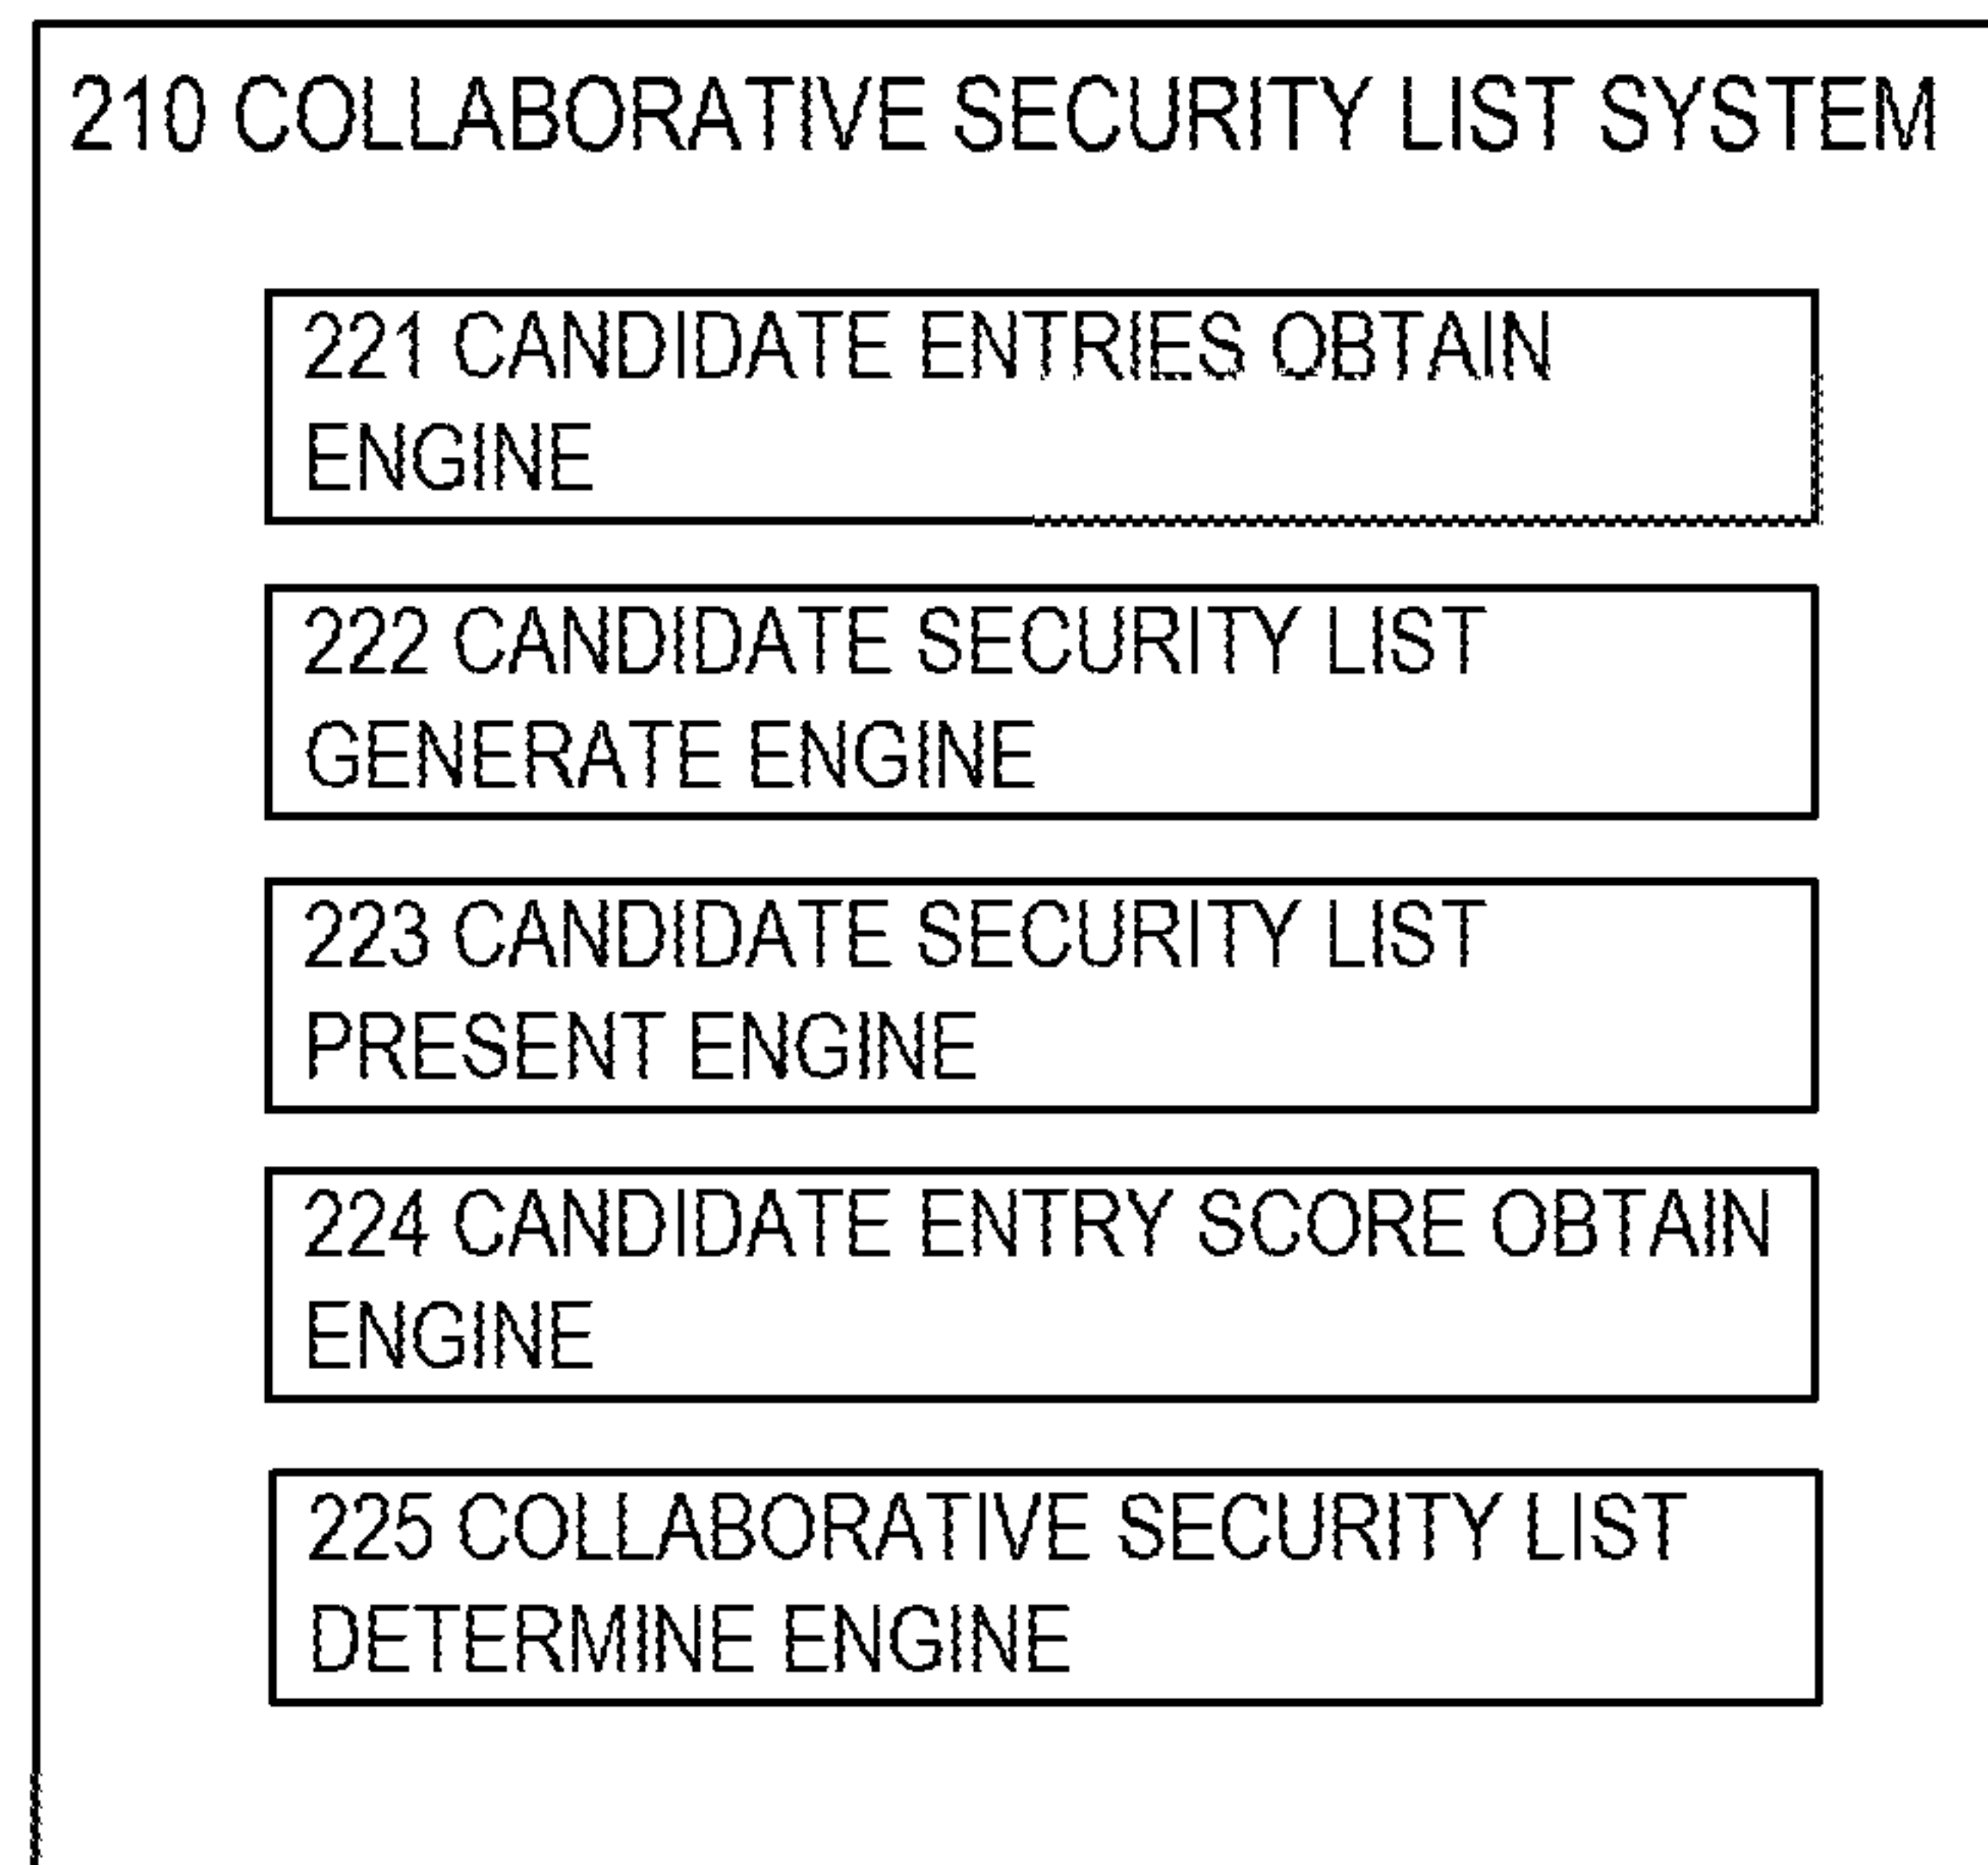 210 COLLABORATIVE SECURITY LIST SYSTEM
221 CANDIDATE ENTRIES OBTAIN
ENGINE
222 CANDIDATE SECURITY LIST
GENERATE ENGINE
223 CANDIDATE SECURITY LIST
PRESENT ENGINE
224 CANDIDATE ENTRY SCORE OBTAIN
ENGINE
225 COLLABORATIVE SECURITY LIST
DETERMINE ENGINE